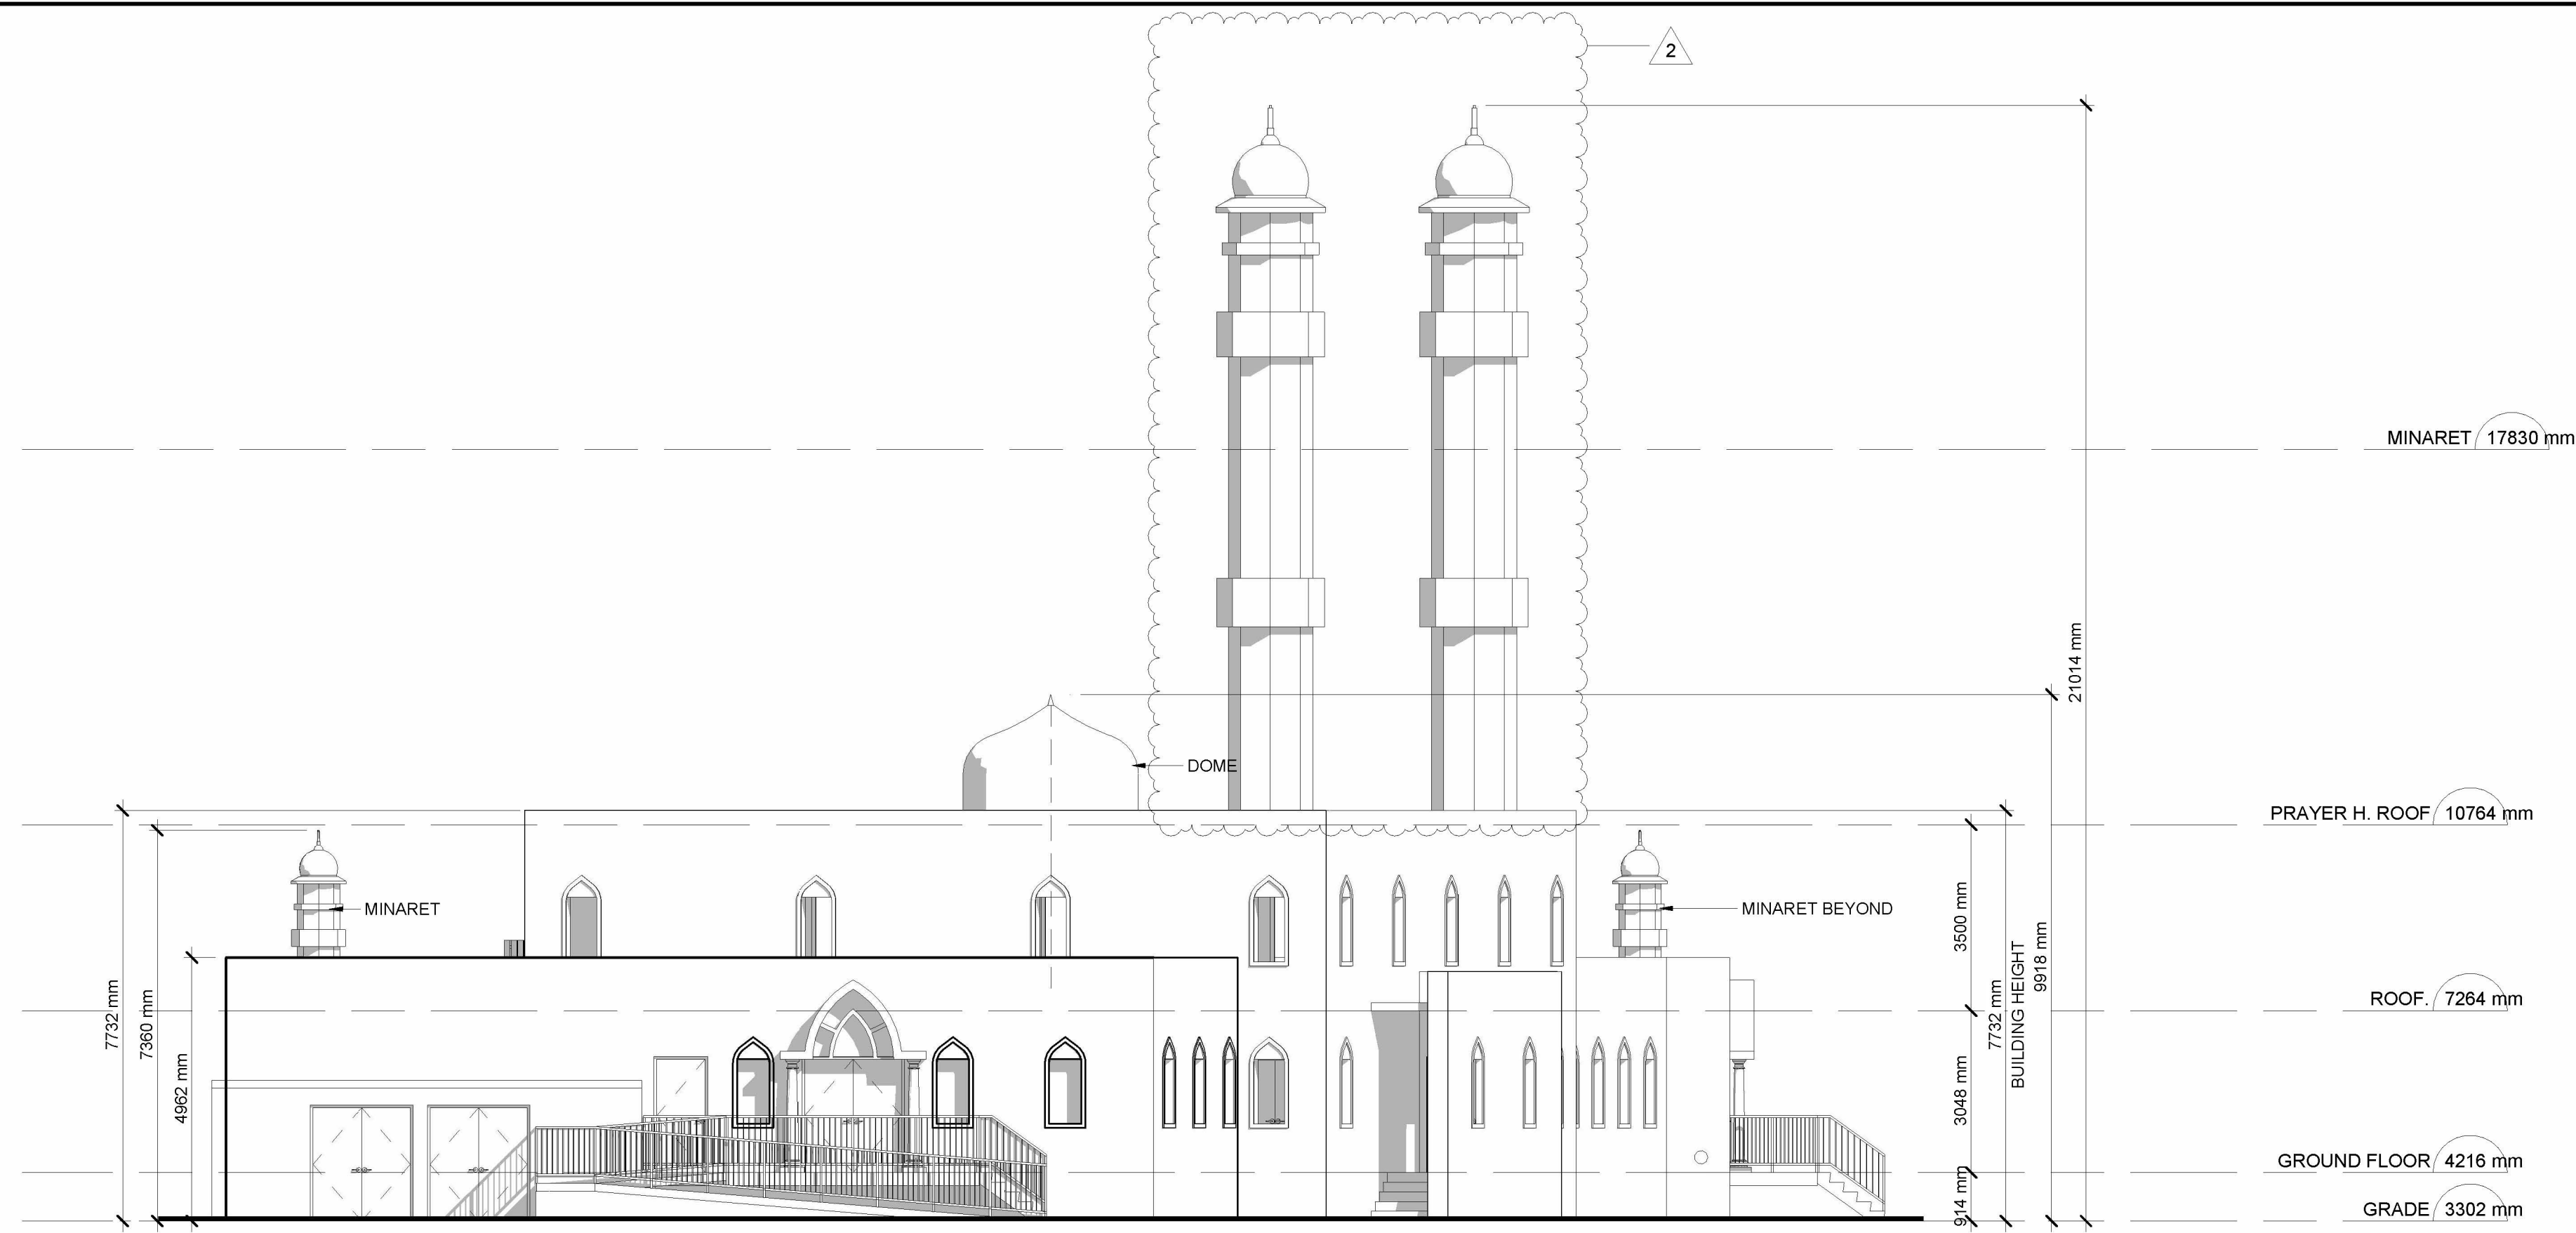 2
MINARET 17830 mm
21014 mm
DOME
PRAYER H. ROOF 10764 mm
MINARET
MINARET BEYOND
3500 mm
9918 mm
7732 mm
7360 mm
4962 mm
7732 mm
BUILDING HEIGHT
ROOF. 7264 mm
3048 mm
GROUND FLOOR 4216 mm
914 mm
GRADE 3302 mm